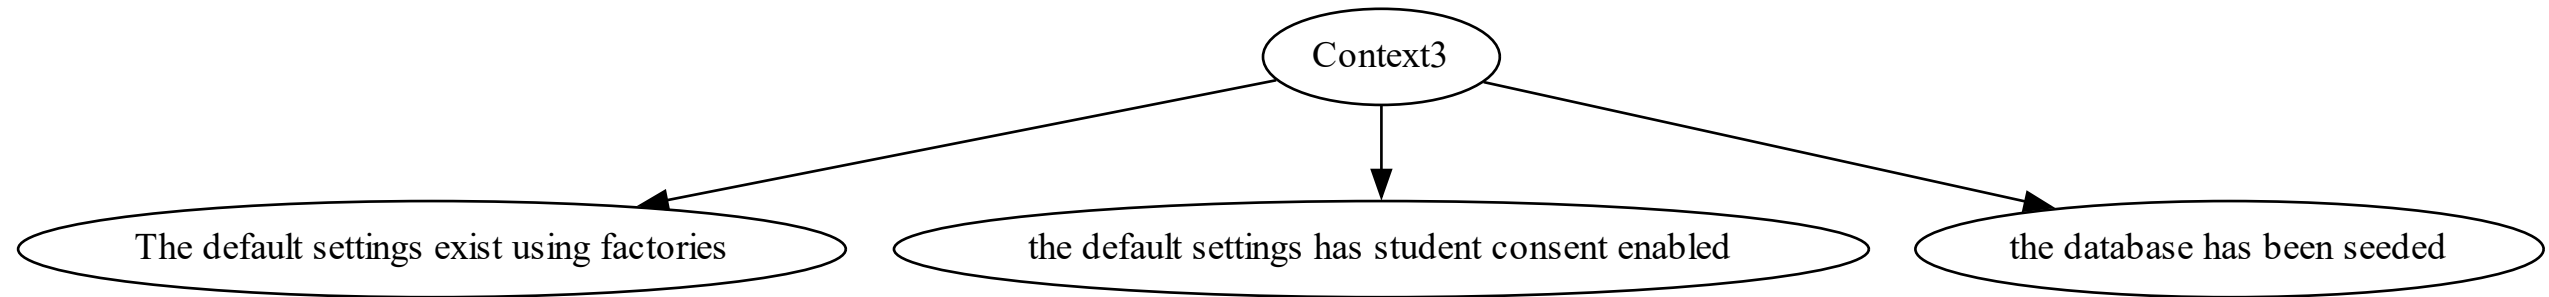 Context3
The default settings exist using factories
the default settings has student consent enabled
the database has been seeded